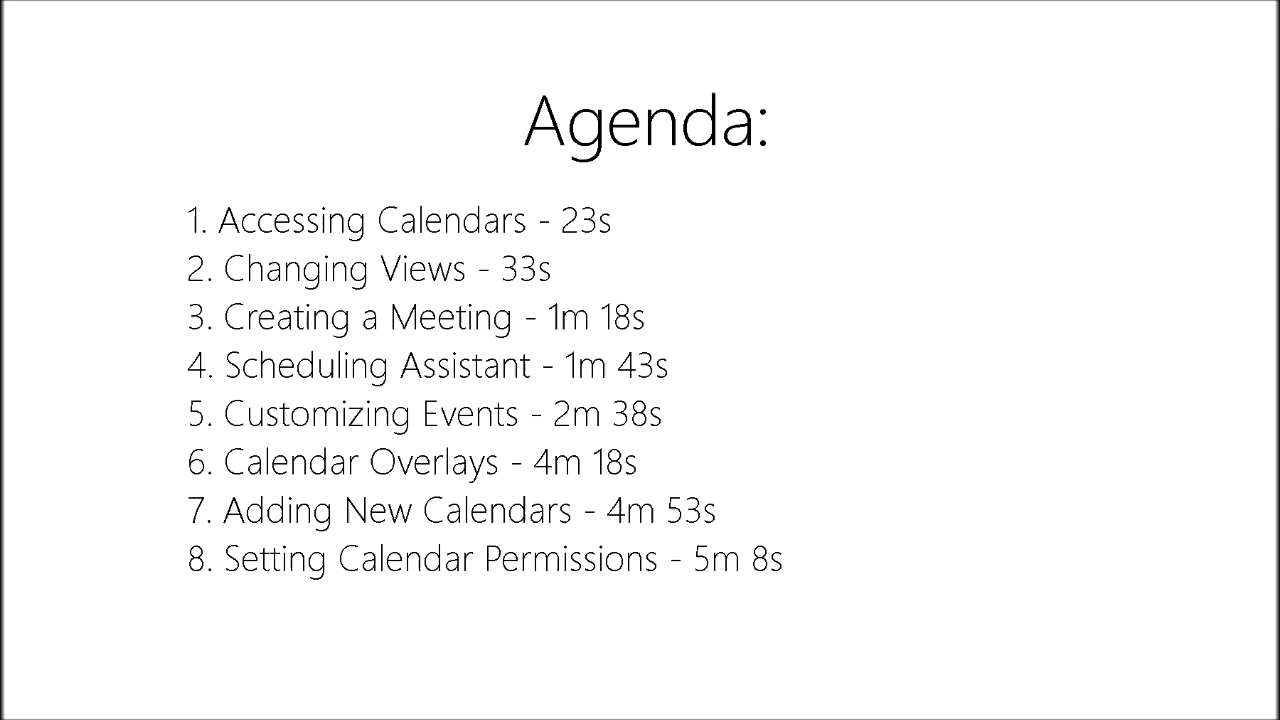 Agenda:
1. Accessing Calendars - 23s
2. Changing Views - 33s
3. Creating a Meeting - 1m 18s
4. Scheduling Assistant - 1m 43s
5. Customizing Events - 2m 38s
6. Calendar Overlays - 4m 18s
7. Adding New Calendars - 4m 53s
8. Setting Calendar Permissions - 5m 8s